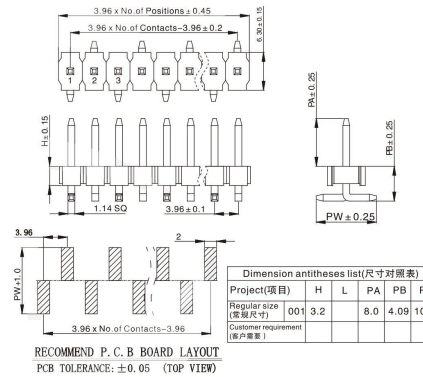 3.96 x No.of Positions±0.45
3.96 x No.of Contacts-3.96±0.2
6.30±0.15
1 2 3
H±0.15
1.14 SQ
3.96±0.1
PA±0.25
PB±0.25
PW±0.25
3.96
2
PW+1.0
3.96 x No.of Contacts-3.96
RECOMMEND P.C.B BOARD LAYOUT
PCB TOLERANCE:±0.05 (TOP VIEW)
Dimension antitheses list(尺寸对照表)
Project(项目) H L PA PB
Regular size
(常规尺寸) 001 3.2 8.0 4.09
Customer requirement
(客户需要)